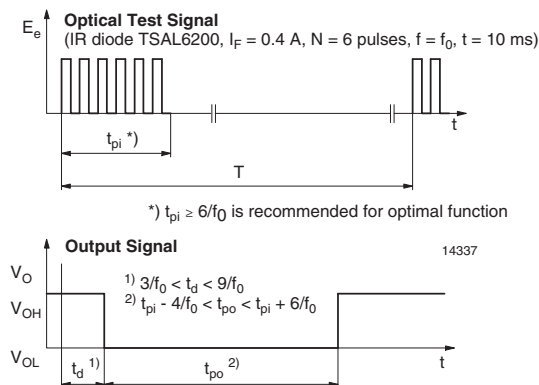 Optical Test Signal
(IR diode TSAL6200, I_F = 0.4 A, N = 6 pulses, f = f₀, t = 10 ms)
E_e
t
t_pi *)
T
*) t_pi ≥ 6/f₀ is recommended for optimal function
Output Signal
14337
V_O
V_OH
V_OL
1) 3/f₀ < t_d < 9/f₀
2) t_pi - 4/f₀ < t_po < t_pi + 6/f₀
t_d 1)
t_po 2)
t